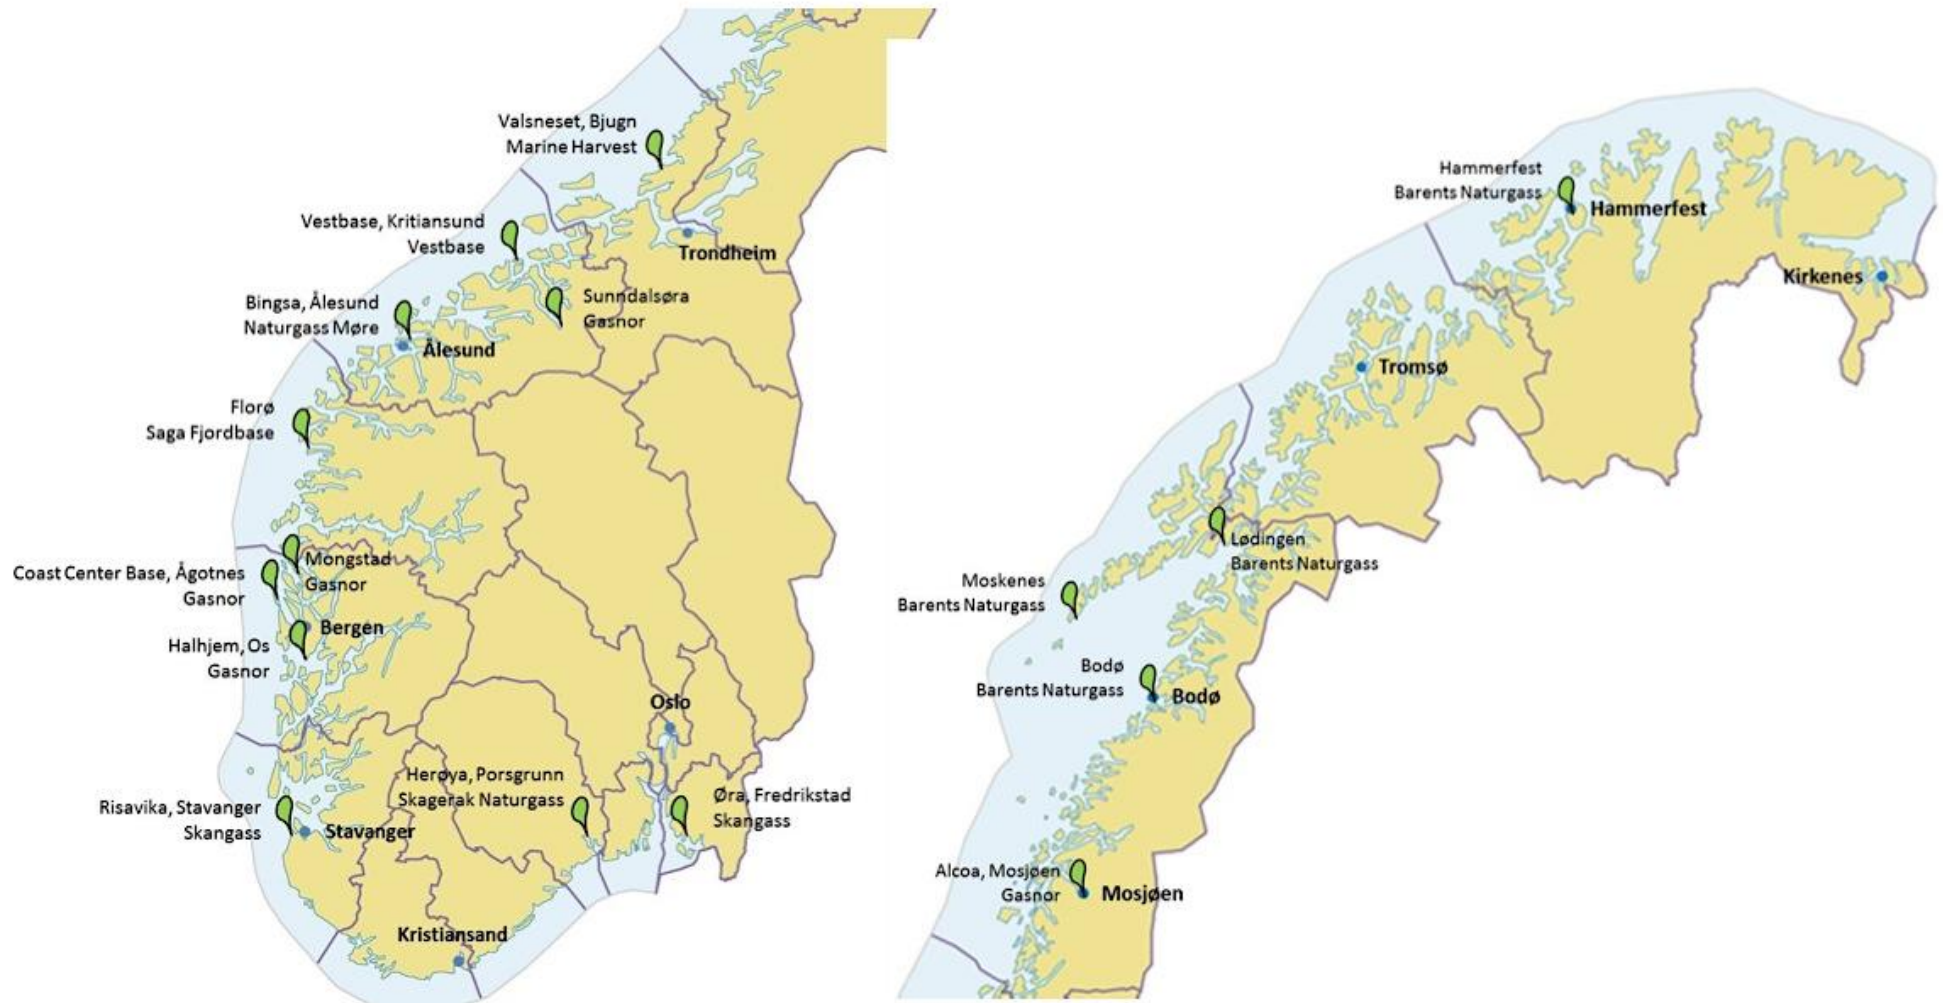 Valsneset, Bjugn
Marine Harvest
Vestbase, Kritiansund
Vestbase
Trondheim
Bingsa, Ålesund
Naturgass Møre
Sunndalsøra
Gasnor
Ålesund
Florø
Saga Fjordbase
Mongstad
Gasnor
Coast Center Base, Ågotnes
Gasnor
Bergen
Halhjem, Os
Gasnor
Oslo
Herøya, Porsgrunn
Skagerak Naturgass
Øra, Fredrikstad
Skangass
Risavika, Stavanger
Skangass
Stavanger
Kristiansand
Hammerfest
Barents Naturgass
Hammerfest
Kirkenes
Tromsø
Lødingen
Barents Naturgass
Moskenes
Barents Naturgass
Bodø
Barents Naturgass
Bodø
Alcoa, Mosjøen
Gasnor
Mosjøen